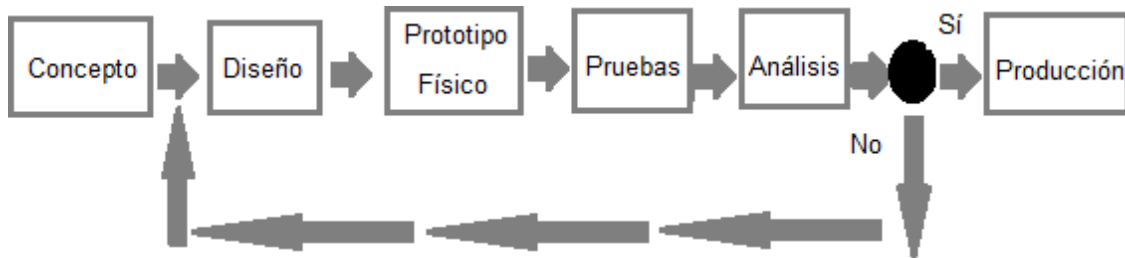 Concepto
Diseño
Prototipo
Físico
Pruebas
Análisis
Sí
No
Producción